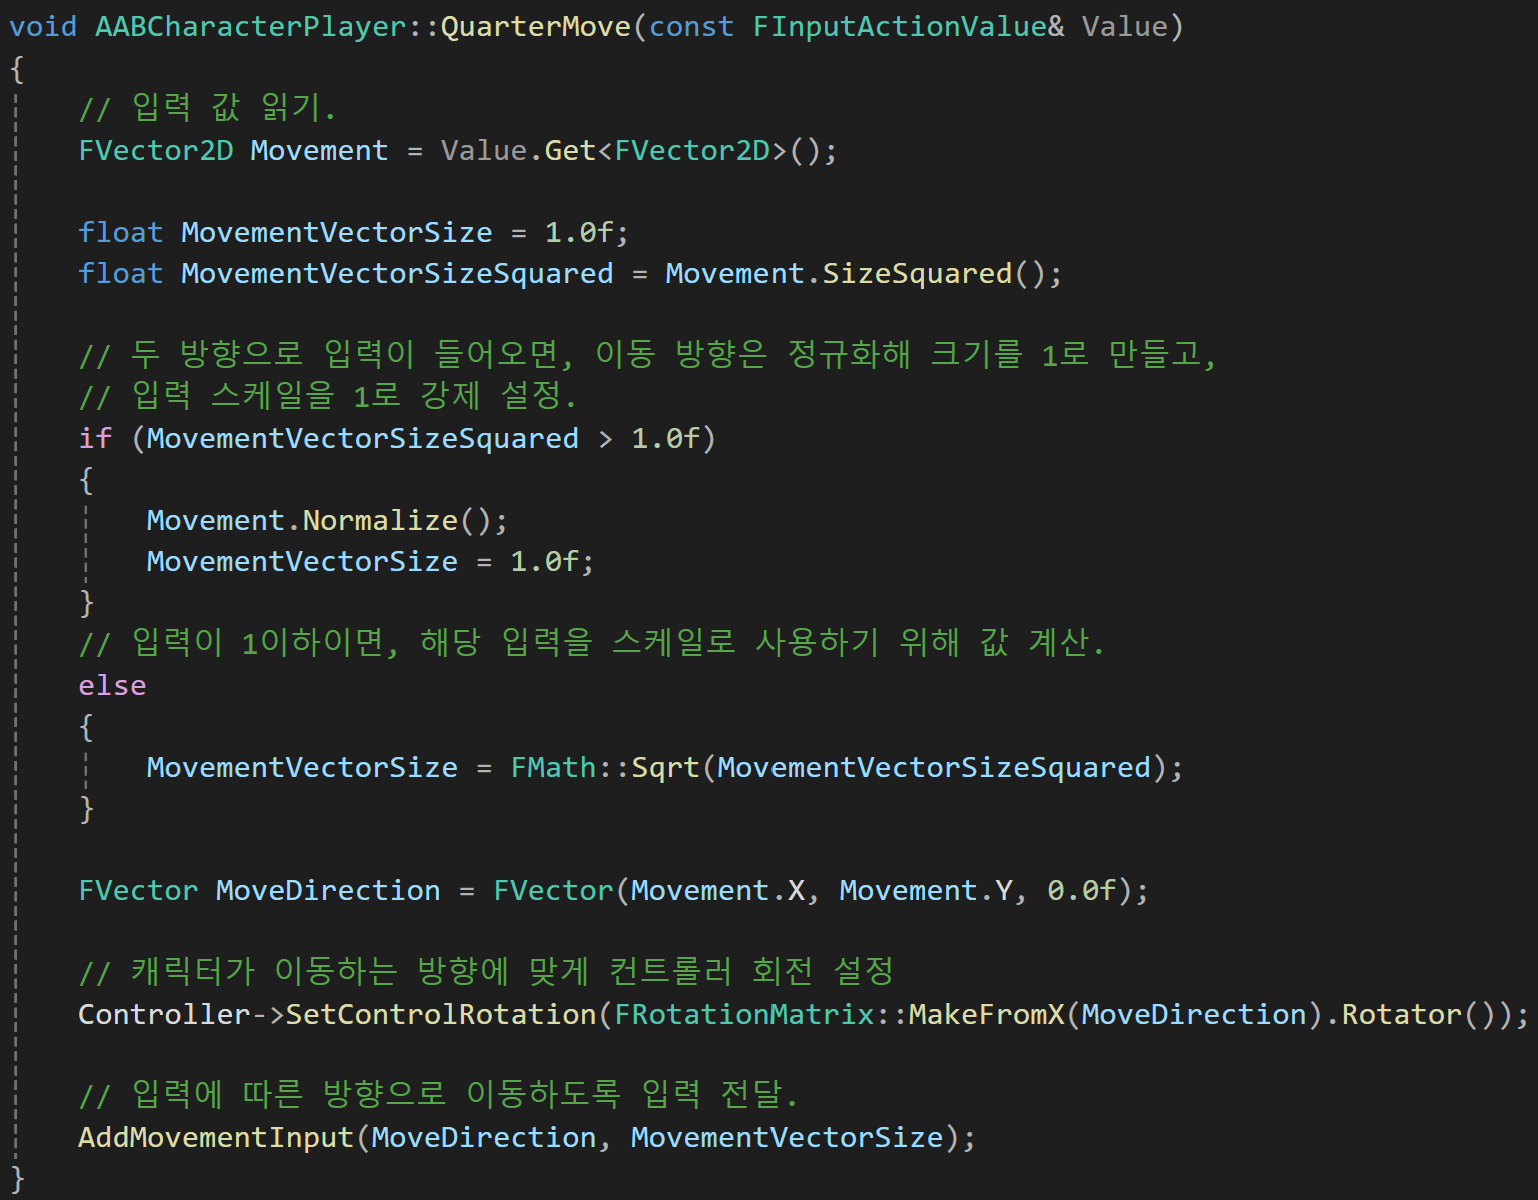 void AABCharacterPlayer::QuarterMove(const FInputActionValue& Value)
{
    // 입력 값 읽기.
    FVector2D Movement = Value.Get<FVector2D>();

    float MovementVectorSize = 1.0f;
    float MovementVectorSizeSquared = Movement.SizeSquared();

    // 두 방향으로 입력이 들어오면, 이동 방향은 정규화해 크기를 1로 만들고,
    // 입력 스케일을 1로 강제 설정.
    if (MovementVectorSizeSquared > 1.0f)
    {
        Movement.Normalize();
        MovementVectorSize = 1.0f;
    }
    // 입력이 1이하이면, 해당 입력을 스케일로 사용하기 위해 값 계산.
    else
    {
        MovementVectorSize = FMath::Sqrt(MovementVectorSizeSquared);
    }

    FVector MoveDirection = FVector(Movement.X, Movement.Y, 0.0f);

    // 캐릭터가 이동하는 방향에 맞게 컨트롤러 회전 설정
    Controller->SetControlRotation(FRotationMatrix::MakeFromX(MoveDirection).Rotator());

    // 입력에 따른 방향으로 이동하도록 입력 전달.
    AddMovementInput(MoveDirection, MovementVectorSize);
}